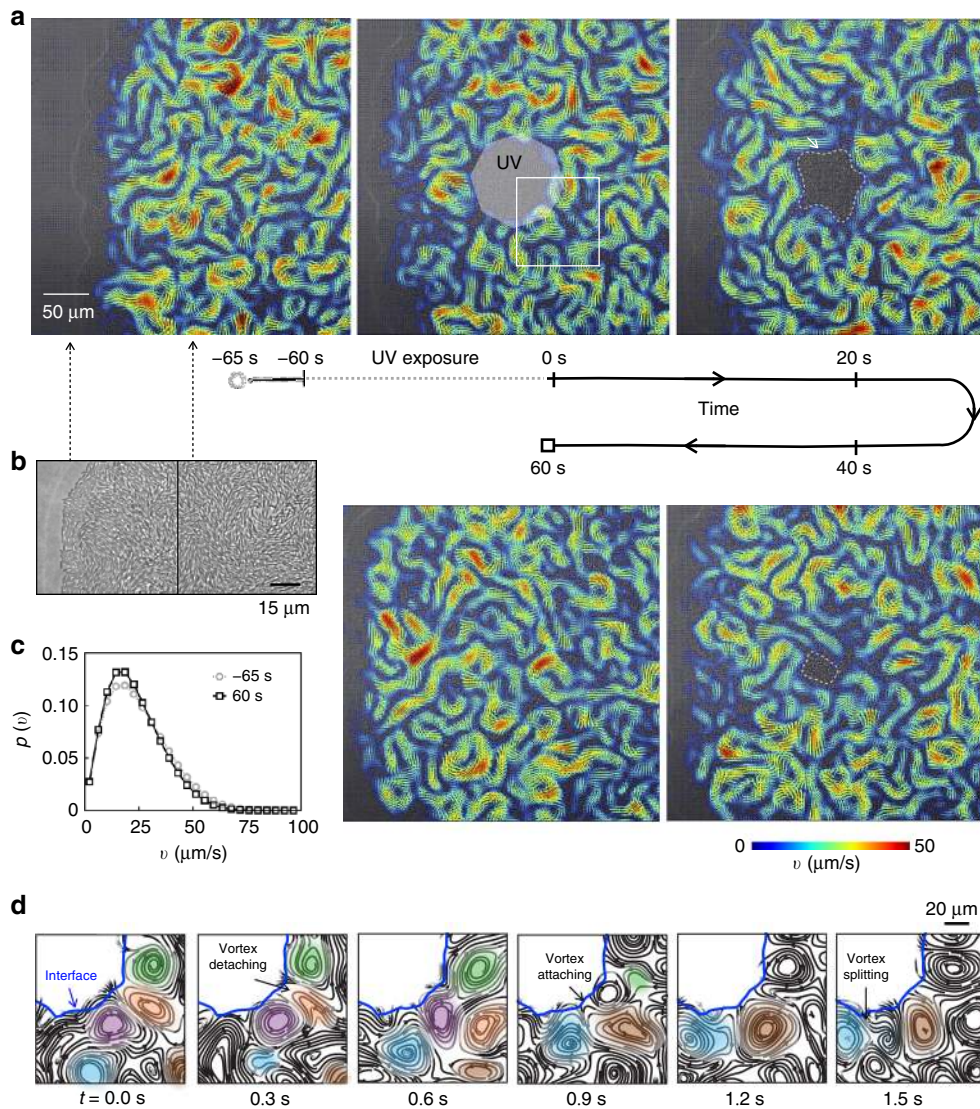 a
UV
50 μm
−65 s
−60 s
UV exposure
0 s
20 s
Time
60 s
40 s
b
15 μm
c
0.15
0.10
0.05
0
p (υ)
−65 s
60 s
0
25
50
75
100
υ (μm/s)
0
50
υ (μm/s)
d
20 μm
Interface
Vortex
detaching
Vortex
attaching
Vortex
splitting
t = 0.0 s
0.3 s
0.6 s
0.9 s
1.2 s
1.5 s